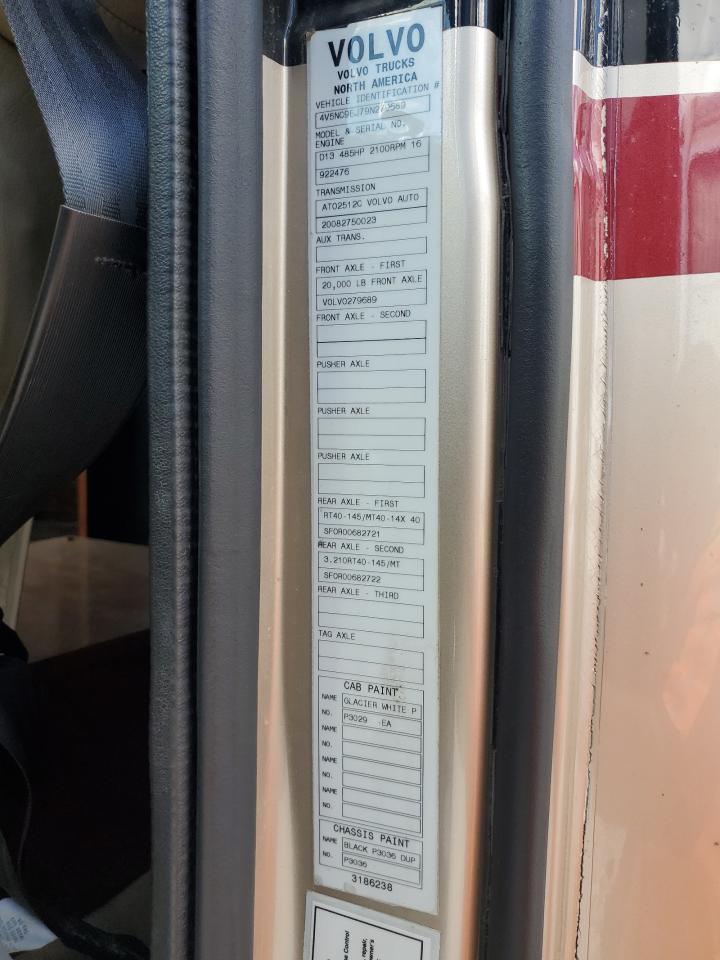 VOLVO
VOLVO TRUCKS
NORTH AMERICA
VEHICLE IDENTIFICATION #
MODEL & SERIAL NO.
ENGINE
D13 485HP 2100RPM 16
922476
TRANSMISSION
ATO2512C VOLVO AUTO
20082750023
AUX TRANS.
FRONT AXLE - FIRST
20,000 LB FRONT AXLE
VOLVO279689
FRONT AXLE - SECOND
PUSHER AXLE
PUSHER AXLE
PUSHER AXLE
REAR AXLE - FIRST
RT40-145/MT40-14X 40
SFOR00682721
REAR AXLE - SECOND
3.210RT40-145/MT
SFOR00682722
REAR AXLE - THIRD
TAG AXLE
CAB PAINT
NAME GLACIER WHITE P
NO. P3029 -EA
NAME
NO.
NAME
NO.
NAME
NO.
CHASSIS PAINT
NAME BLACK P3036 DUP
NO. P3036
3186238